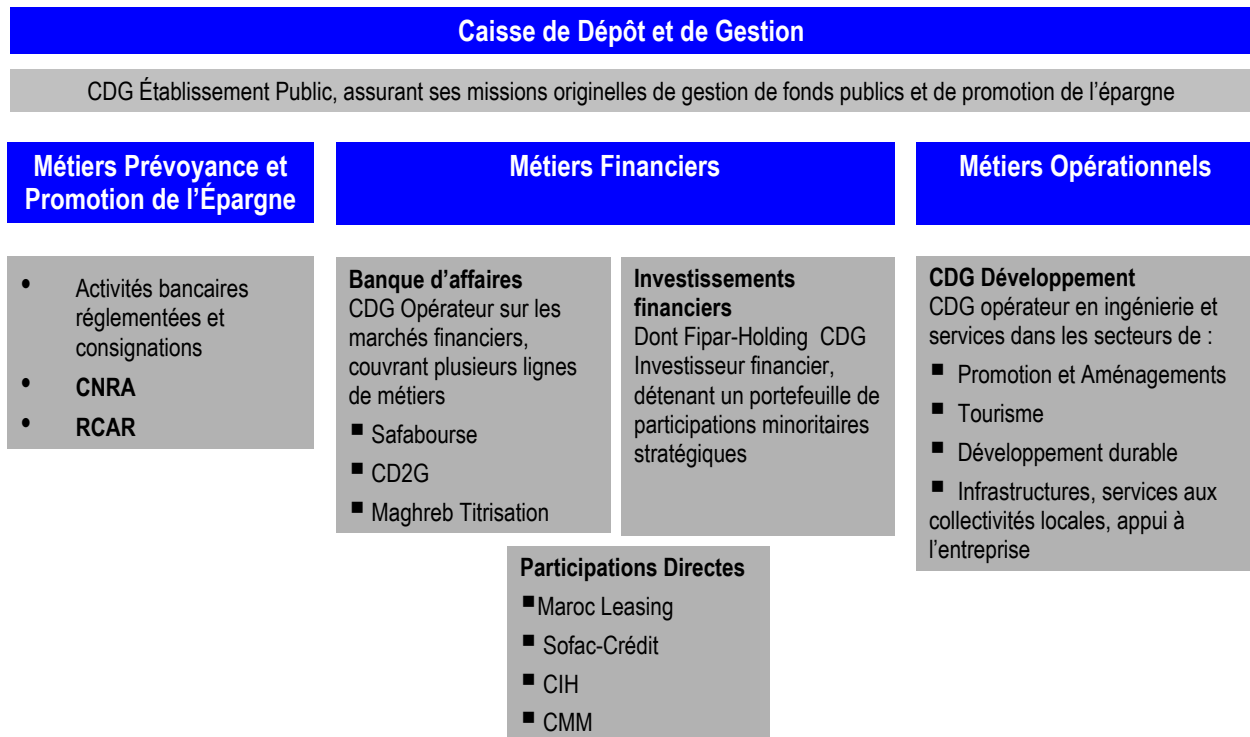 Caisse de Dépôt et de Gestion
CDG Établissement Public, assurant ses missions originelles de gestion de fonds publics et de promotion de l’épargne
Métiers Prévoyance et
Promotion de l’Épargne
Métiers Financiers
Métiers Opérationnels
• Activités bancaires
réglementées et
consignations
• CNRA
• RCAR
Banque d’affaires
CDG Opérateur sur les
marchés financiers,
couvrant plusieurs lignes
de métiers
■ Safabourse
■ CD2G
■ Maghreb Titrisation
Investissements
financiers
Dont Fipar-Holding CDG
Investisseur financier,
détenant un portefeuille de
participations minoritaires
stratégiques
CDG Développement
CDG opérateur en ingénierie et
services dans les secteurs de :
■ Promotion et Aménagements
■ Tourisme
■ Développement durable
■ Infrastructures, services aux
collectivités locales, appui à
l’entreprise
Participations Directes
■Maroc Leasing
■ Sofac-Crédit
■ CIH
■ CMM